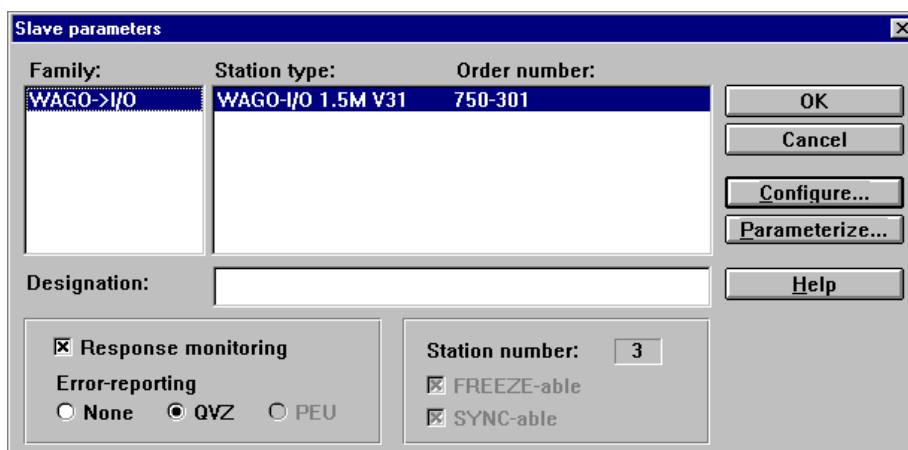 Slave parameters
Family: Station type: Order number:
WAGO->I/O WAGO-I/O 1.5M V31 750-301
OK
Cancel
Configure...
Parameterize...
Designation:
Help
Response monitoring
Station number: 3
Error-reporting
FREEZE-able
None QVZ PEU
SYNC-able